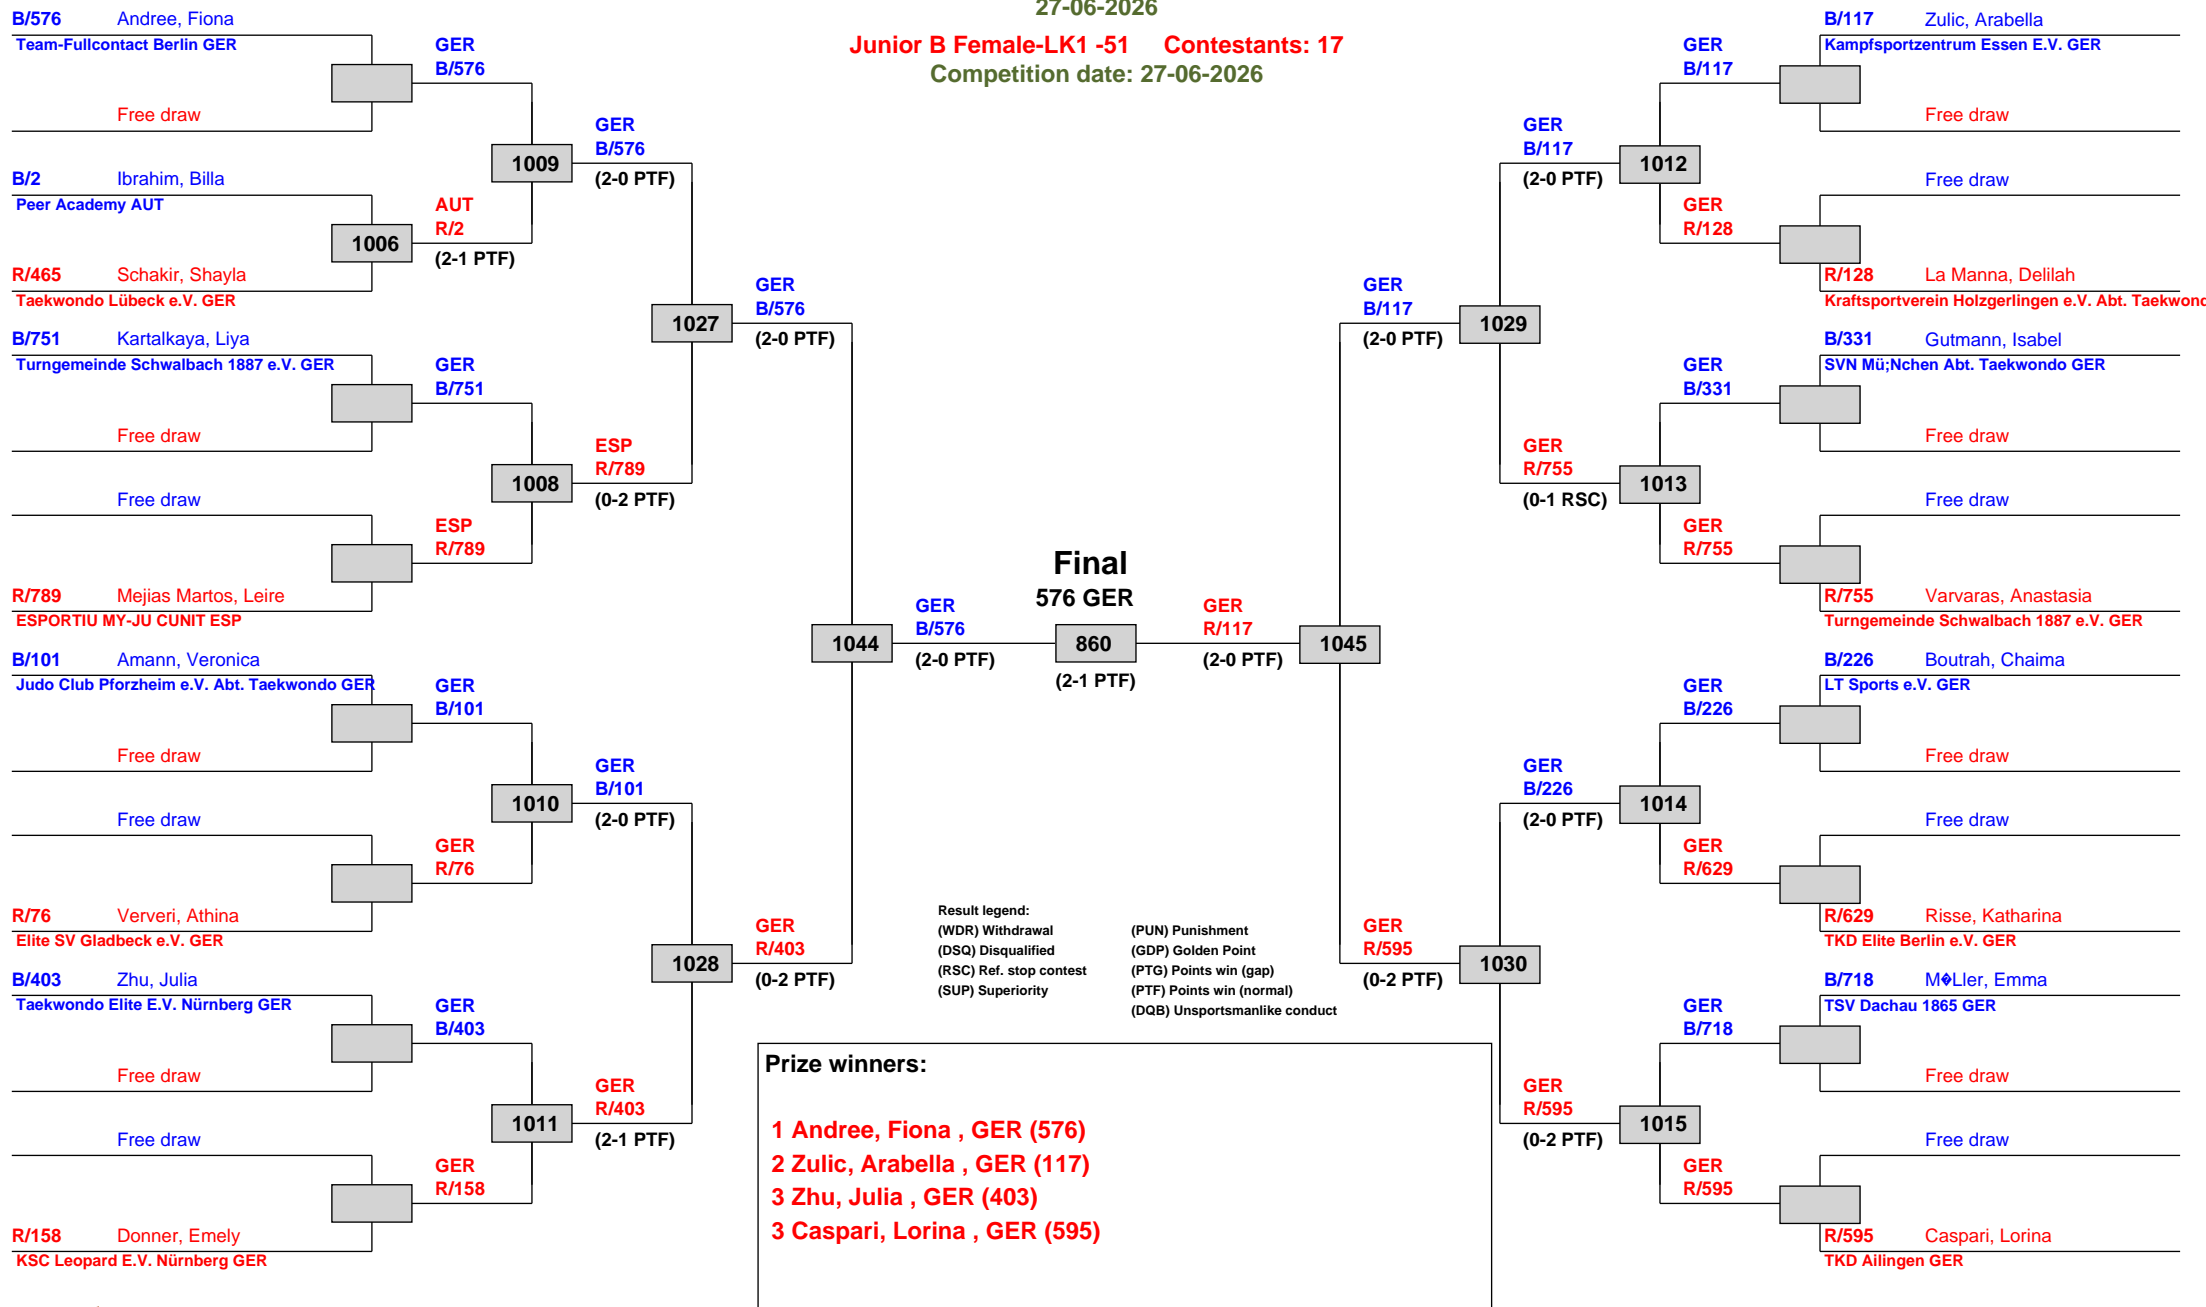 27-06-2026
Junior B Female-LK1 -51 Contestants: 17
Competition date: 27-06-2026
B/576 Andree, Fiona
Team-Fullcontact Berlin GER
Free draw
B/2 Ibrahim, Billa
Peer Academy AUT
R/465 Schakir, Shayla
Taekwondo Lübeck e.V. GER
B/751 Kartalkaya, Liya
Turngemeinde Schwalbach 1887 e.V. GER
Free draw
Free draw
R/789 Mejias Martos, Leire
ESPORTIU MY-JU CUNIT ESP
B/101 Amann, Veronica
Judo Club Pforzheim e.V. Abt. Taekwondo GER
Free draw
Free draw
R/76 Ververi, Athina
Elite SV Gladbeck e.V. GER
B/403 Zhu, Julia
Taekwondo Elite E.V. Nürnberg GER
Free draw
Free draw
R/158 Donner, Emely
KSC Leopard E.V. Nürnberg GER
GER
B/576
1006
AUT
R/2
(2-1 PTF)
GER
B/751
ESP
R/789
GER
B/101
GER
R/76
GER
B/403
GER
R/158
1009
GER
B/576
(2-0 PTF)
1008
ESP
R/789
(0-2 PTF)
1010
GER
B/101
(2-0 PTF)
1011
GER
R/403
(2-1 PTF)
1027
GER
B/576
(2-0 PTF)
1028
GER
R/403
(0-2 PTF)
1044
GER
B/576
(2-0 PTF)
Final
576 GER
860
(2-1 PTF)
GER
R/117
(2-0 PTF)
1045
GER
B/117
(2-0 PTF)
1029
GER
R/595
(0-2 PTF)
1030
GER
B/117
(2-0 PTF)
1012
GER
R/755
(0-1 RSC)
1013
GER
B/226
(2-0 PTF)
1014
GER
R/595
(0-2 PTF)
1015
GER
B/117
GER
R/128
GER
B/331
GER
R/755
GER
B/226
GER
R/629
GER
B/718
GER
R/595
B/117 Zulic, Arabella
Kampfsportzentrum Essen E.V. GER
Free draw
Free draw
R/128 La Manna, Delilah
Kraftsportverein Holzgerlingen e.V. Abt. Taekwond
B/331 Gutmann, Isabel
SVN Mü;Nchen Abt. Taekwondo GER
Free draw
Free draw
R/755 Varvaras, Anastasia
Turngemeinde Schwalbach 1887 e.V. GER
B/226 Boutrah, Chaima
LT Sports e.V. GER
Free draw
Free draw
R/629 Risse, Katharina
TKD Elite Berlin e.V. GER
B/718 M�Ller, Emma
TSV Dachau 1865 GER
Free draw
Free draw
R/595 Caspari, Lorina
TKD Ailingen GER
Result legend:
(WDR) Withdrawal (PUN) Punishment
(DSQ) Disqualified (GDP) Golden Point
(RSC) Ref. stop contest (PTG) Points win (gap)
(SUP) Superiority (PTF) Points win (normal)
(DQB) Unsportsmanlike conduct
Prize winners:
1 Andree, Fiona , GER (576)
2 Zulic, Arabella , GER (117)
3 Zhu, Julia , GER (403)
3 Caspari, Lorina , GER (595)